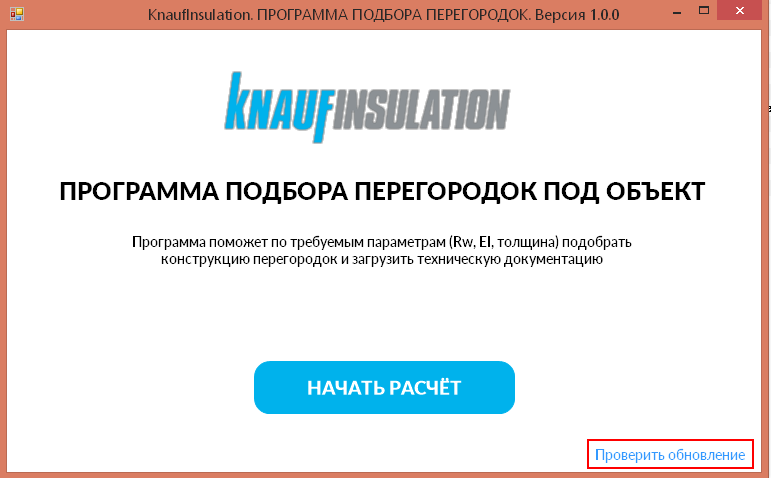 KnaufInsulation. ПРОГРАММА ПОДБОРА ПЕРЕГОРОДОК. Версия 1.0.0
KNAUFINSULATION
ПРОГРАММА ПОДБОРА ПЕРЕГОРОДОК ПОД ОБЪЕКТ
Программа поможет по требуемым параметрам (Rw, EI, толщина) подобрать
конструкцию перегородок и загрузить техническую документацию
НАЧАТЬ РАСЧЁТ
Проверить обновление